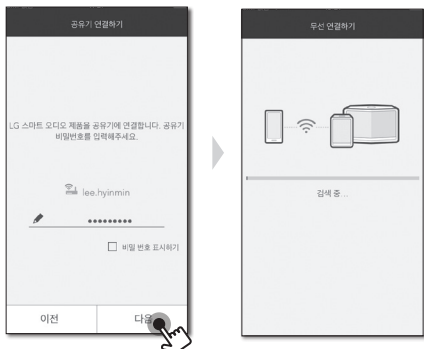 공유기 연결하기
LG 스마트 오디오 제품을 공유기에 연결합니다. 공유기
비밀번호를 입력해주세요.
lee.hyinmin
•••••••••
비밀 번호 표시하기
이전
다음
무선 연결하기
검색 중...